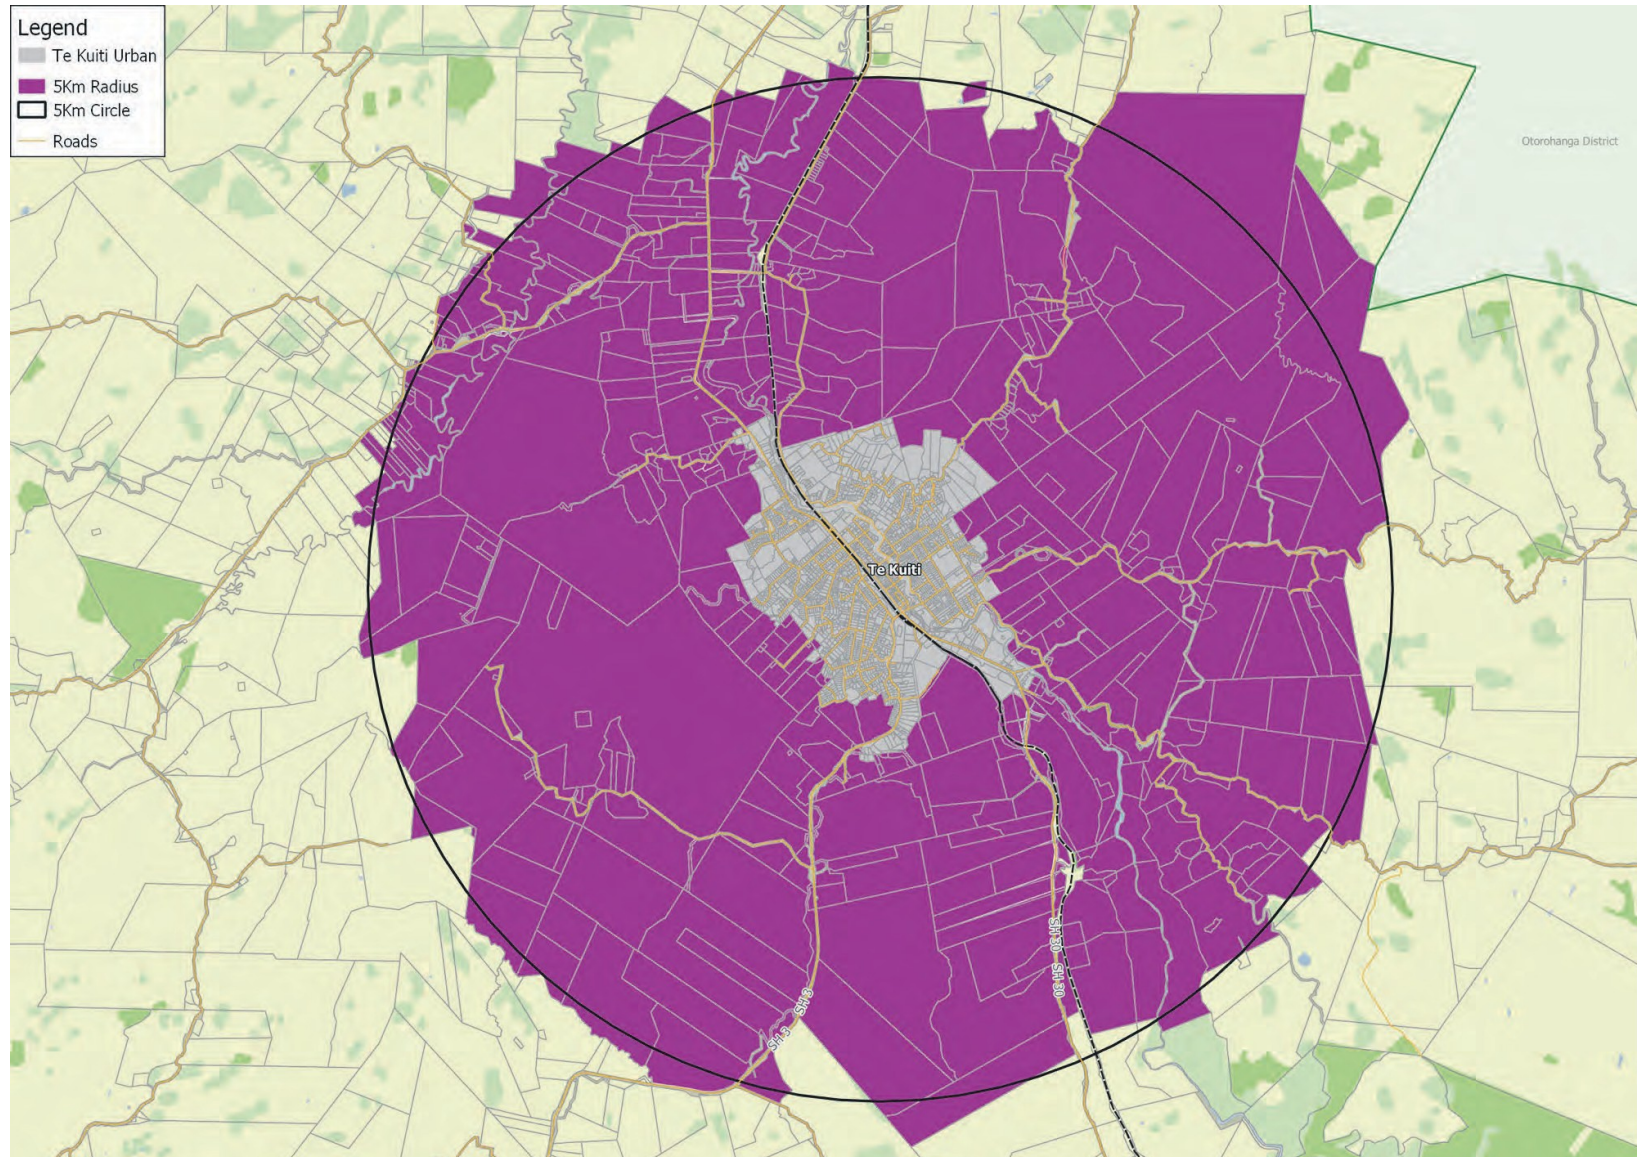 Legend
Te Kuiti Urban
5Km Radius
5Km Circle
Roads
Otorohanga District
Te Kuiti
SH 30
SH 30
SH 3
SH 3